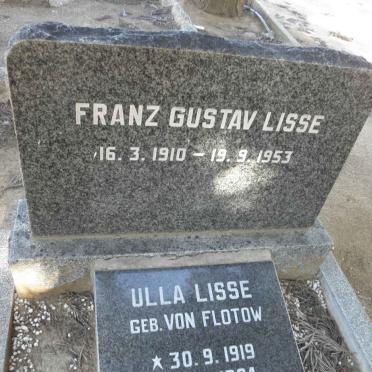 FRANZ GUSTAV LISSE
16. 3. 1910 – 19. 9. 1953
ULLA LISSE
GEB. VON FLOTOW
* 30. 9. 1919